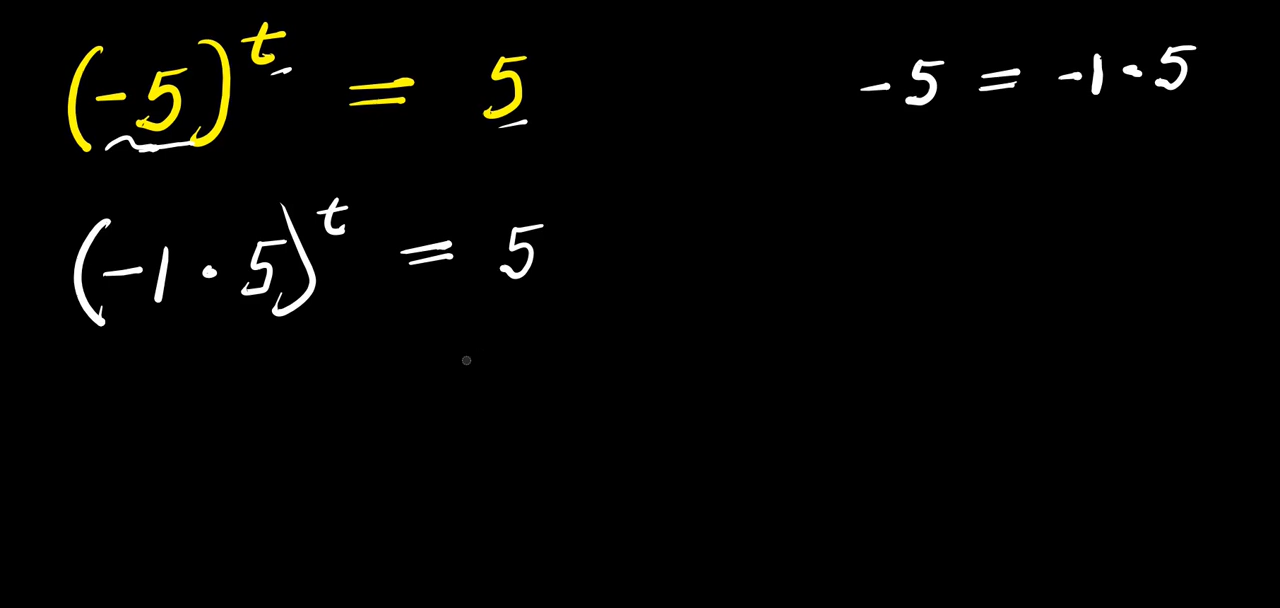 (-5)^t = 5
-5 = -1 · 5
(-1 · 5)^t = 5